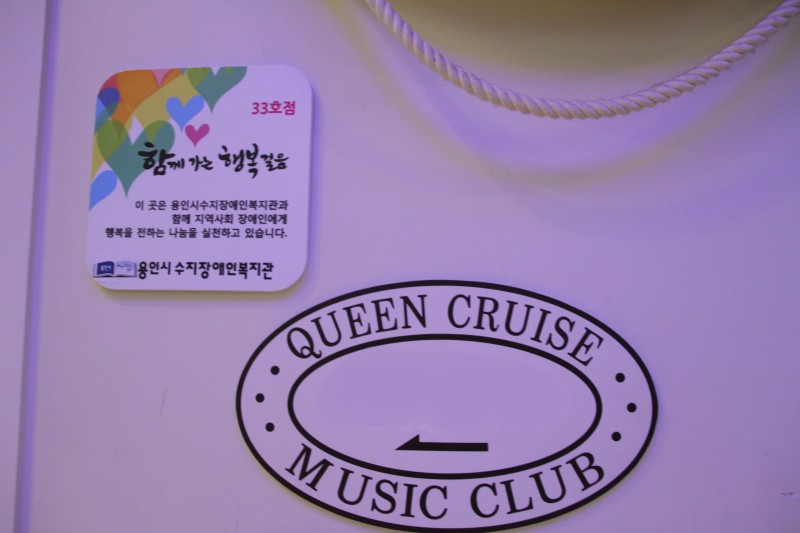 33호점
함께 가는 행복걸음
이 곳은 용인시수지장애인복지관과
함께 지역사회 장애인에게
행복을 전하는 나눔을 실천하고 있습니다.
용인시 수지장애인복지관
QUEEN CRUISE
MUSIC CLUB